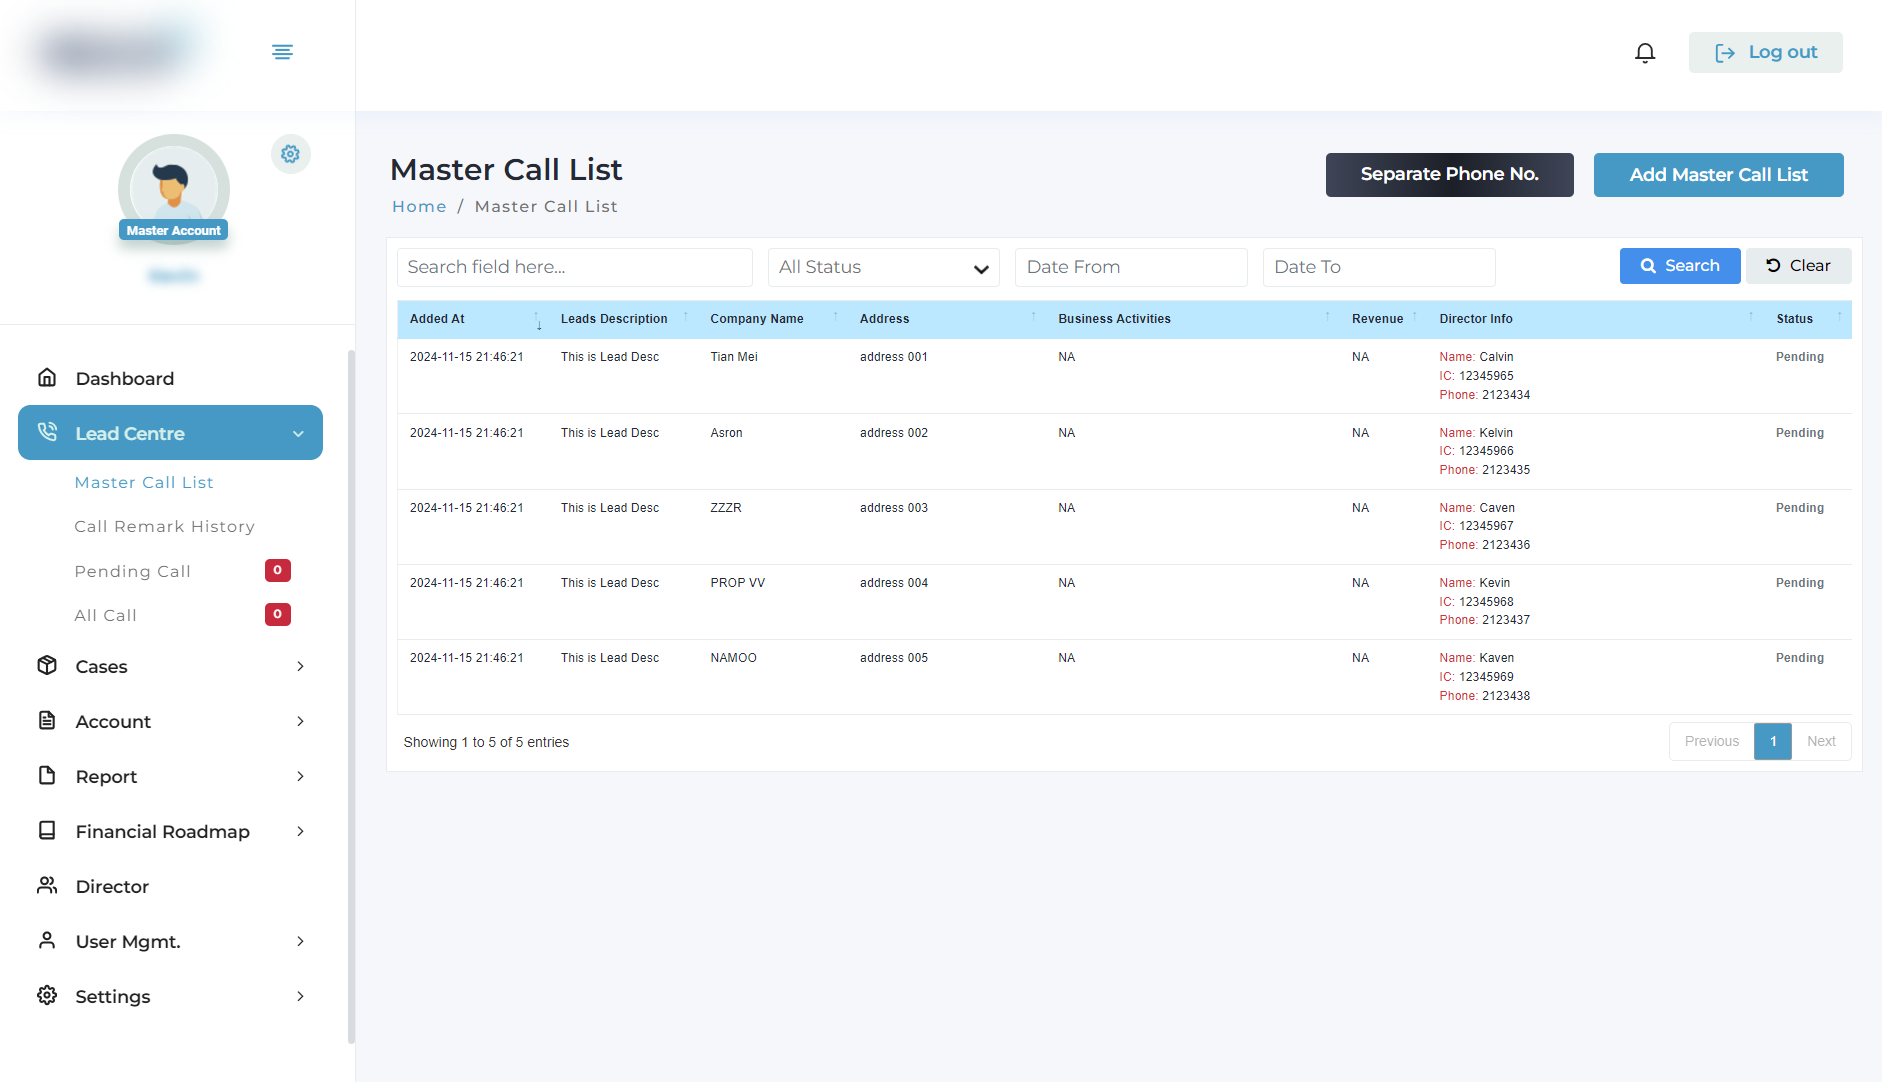 Log out
Master Account
Master Call List
Home / Master Call List
Separate Phone No.
Add Master Call List
Search field here...
All Status
Date From
Date To
Search
Clear
Added At Leads Description Company Name Address Business Activities Revenue Director Info Status
2024-11-15 21:46:21 This is Lead Desc Tian Mei address 001 NA NA Name: Calvin Pending
IC: 12345965
Phone: 2123434
2024-11-15 21:46:21 This is Lead Desc Asron address 002 NA NA Name: Kelvin Pending
IC: 12345966
Phone: 2123435
2024-11-15 21:46:21 This is Lead Desc ZZZR address 003 NA NA Name: Caven Pending
IC: 12345967
Phone: 2123436
2024-11-15 21:46:21 This is Lead Desc PROP VV address 004 NA NA Name: Kevin Pending
IC: 12345968
Phone: 2123437
2024-11-15 21:46:21 This is Lead Desc NAMOO address 005 NA NA Name: Kaven Pending
IC: 12345969
Phone: 2123438
Showing 1 to 5 of 5 entries
Previous 1 Next
Dashboard
Lead Centre
Master Call List
Call Remark History
Pending Call 0
All Call 0
Cases
Account
Report
Financial Roadmap
Director
User Mgmt.
Settings